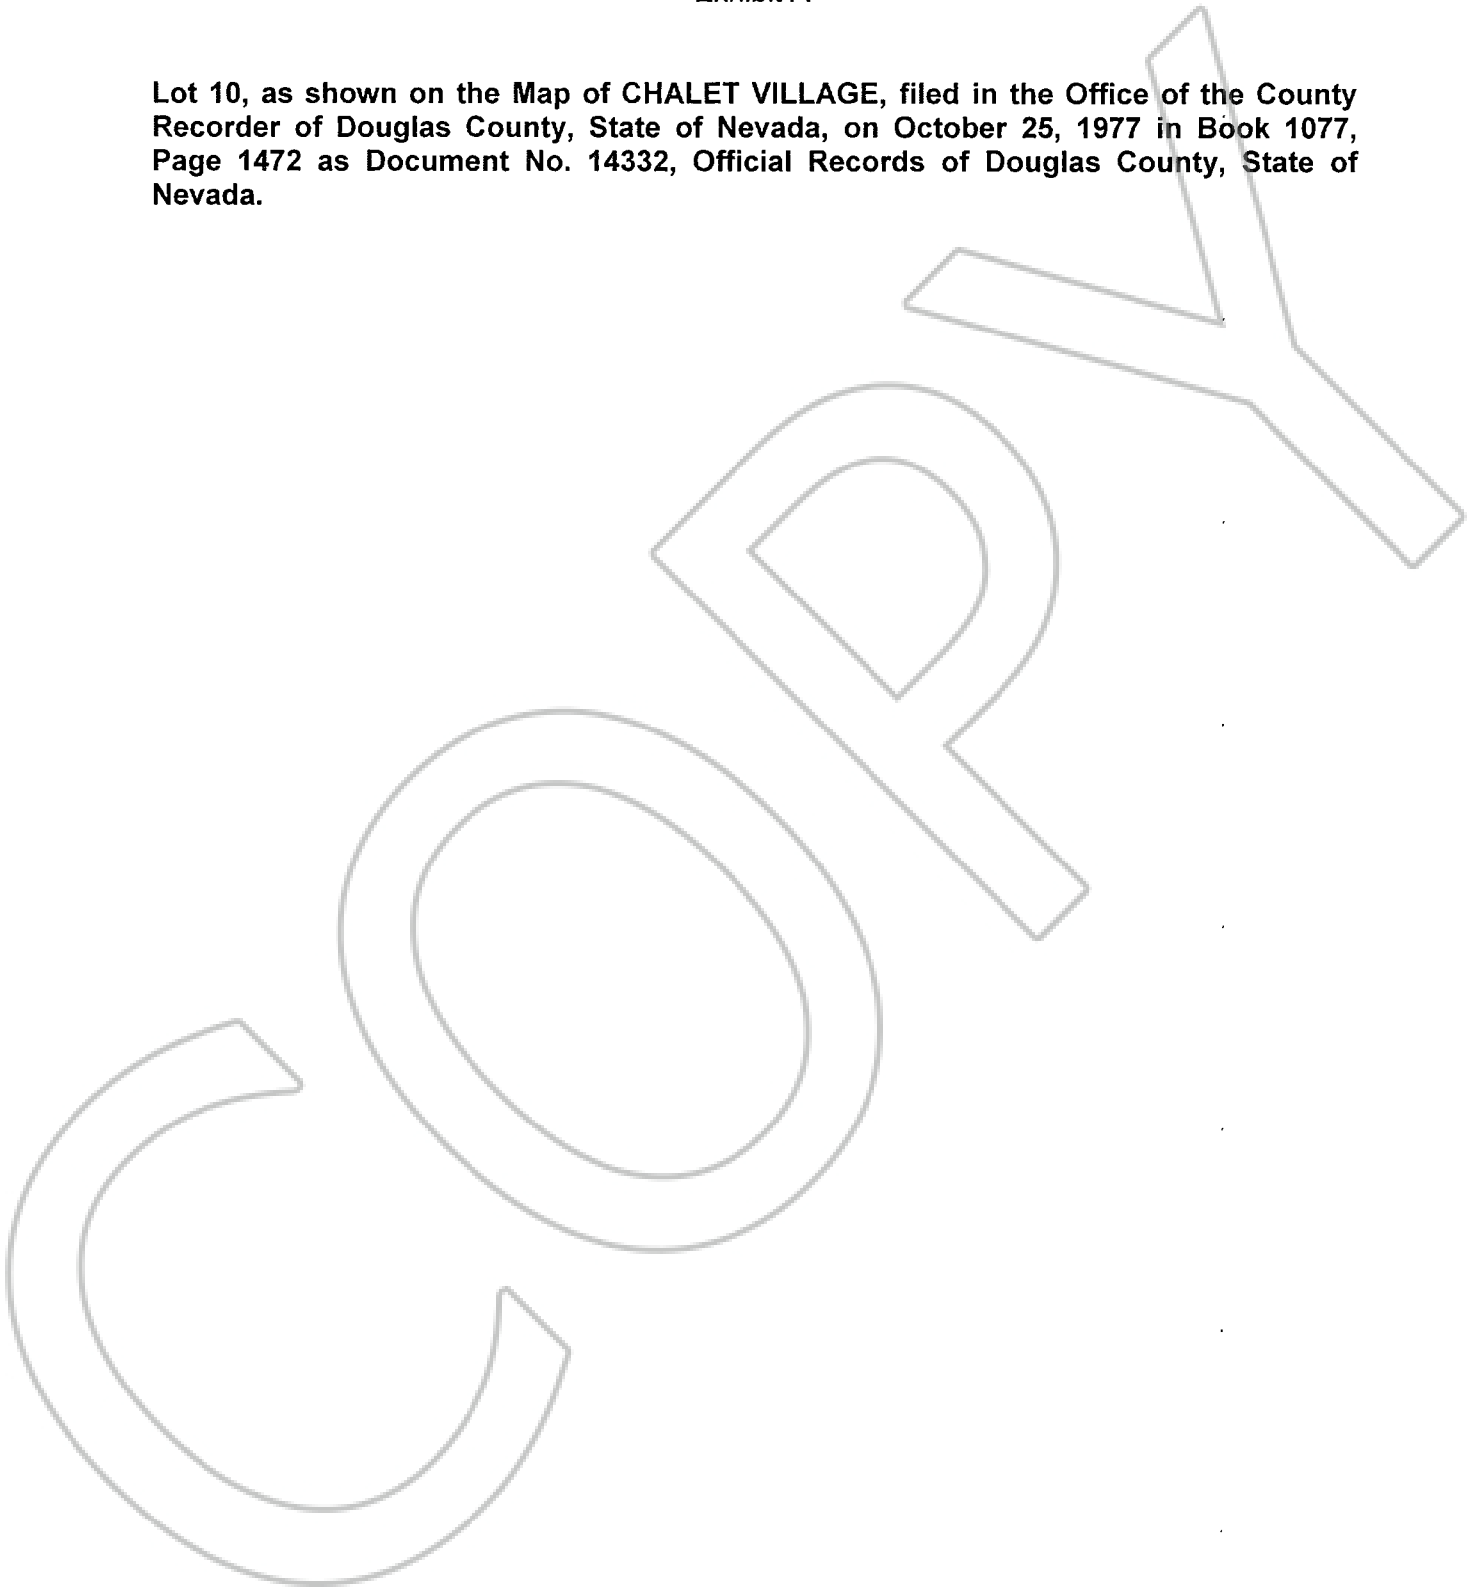 Lot 10, as shown on the Map of CHALET VILLAGE, filed in the Office of the County
Recorder of Douglas County, State of Nevada, on October 25, 1977 in Book 1077,
Page 1472 as Document No. 14332, Official Records of Douglas County, State of
Nevada.
COPY